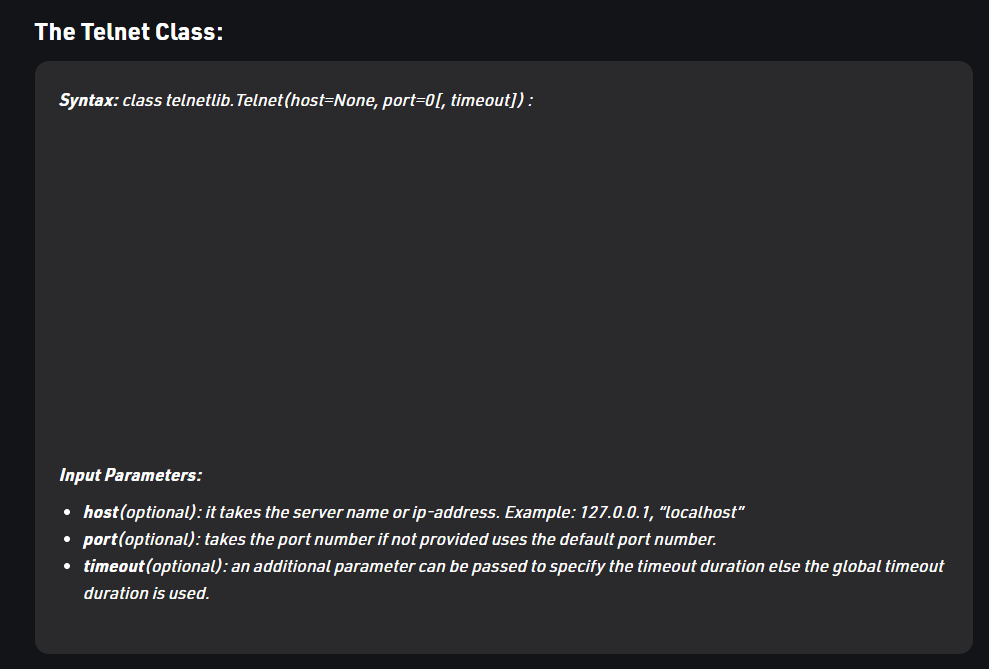 The Telnet Class:
Syntax: class telnetlib.Telnet(host=None, port=0[, timeout]) :
Input Parameters:
• host(optional): it takes the server name or ip-address. Example: 127.0.0.1, “localhost”
• port(optional): takes the port number if not provided uses the default port number.
• timeout(optional): an additional parameter can be passed to specify the timeout duration else the global timeout
duration is used.